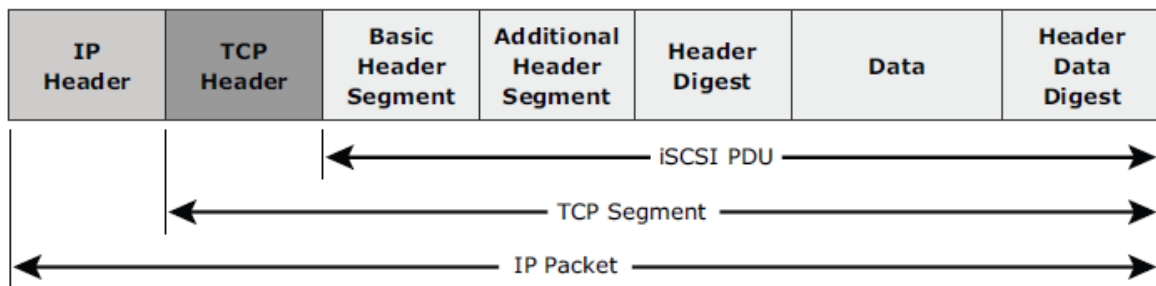 IP
Header
TCP
Header
Basic
Header
Segment
Additional
Header
Segment
Header
Digest
Data
Header
Data
Digest
iSCSI PDU
TCP Segment
IP Packet